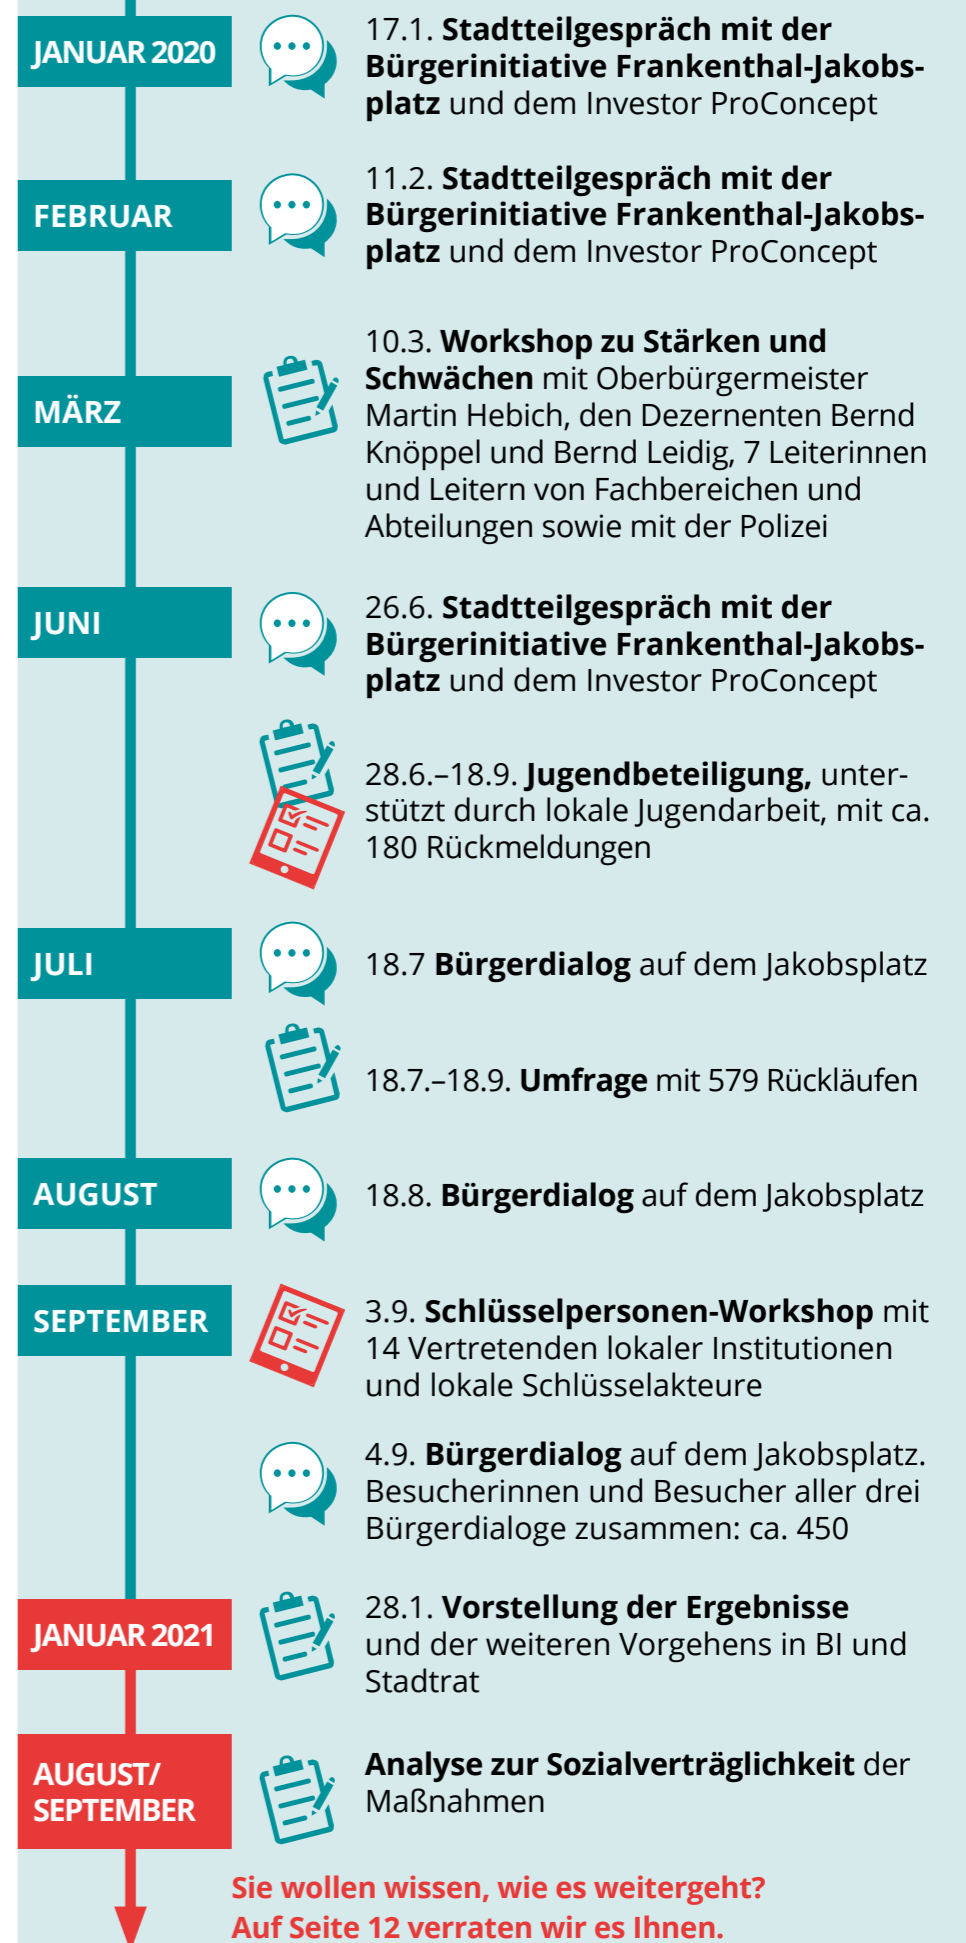 JANUAR 2020
17.1. Stadtteilgespräch mit der
Bürgerinitiative Frankenthal-Jakobs-
platz und dem Investor ProConcept
FEBRUAR
11.2. Stadtteilgespräch mit der
Bürgerinitiative Frankenthal-Jakobs-
platz und dem Investor ProConcept
MÄRZ
10.3. Workshop zu Stärken und
Schwächen mit Oberbürgermeister
Martin Hebich, den Dezernenten Bernd
Knöppel und Bernd Leidig, 7 Leiterinnen
und Leitern von Fachbereichen und
Abteilungen sowie mit der Polizei
JUNI
26.6. Stadtteilgespräch mit der
Bürgerinitiative Frankenthal-Jakobs-
platz und dem Investor ProConcept
28.6.–18.9. Jugendbeteiligung, unter-
stützt durch lokale Jugendarbeit, mit ca.
180 Rückmeldungen
JULI
18.7 Bürgerdialog auf dem Jakobsplatz
18.7.–18.9. Umfrage mit 579 Rückläufen
AUGUST
18.8. Bürgerdialog auf dem Jakobsplatz
SEPTEMBER
3.9. Schlüsselpersonen-Workshop mit
14 Vertretenden lokaler Institutionen
und lokale Schlüsselakteure
4.9. Bürgerdialog auf dem Jakobsplatz.
Besucherinnen und Besucher aller drei
Bürgerdialoge zusammen: ca. 450
JANUAR 2021
28.1. Vorstellung der Ergebnisse
und der weiteren Vorgehens in BI und
Stadtrat
AUGUST/
SEPTEMBER
Analyse zur Sozialverträglichkeit der
Maßnahmen
Sie wollen wissen, wie es weitergeht?
Auf Seite 12 verraten wir es Ihnen.